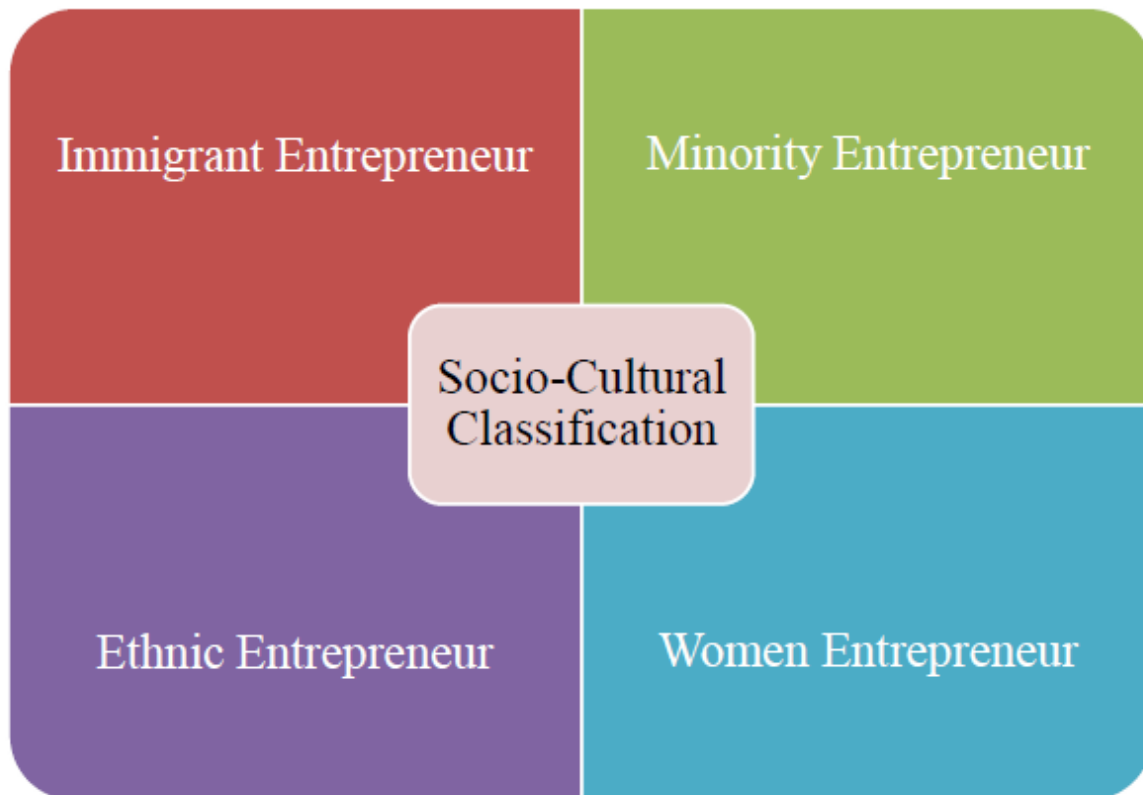 Immigrant Entrepreneur
Minority Entrepreneur
Socio-Cultural
Classification
Ethnic Entrepreneur
Women Entrepreneur